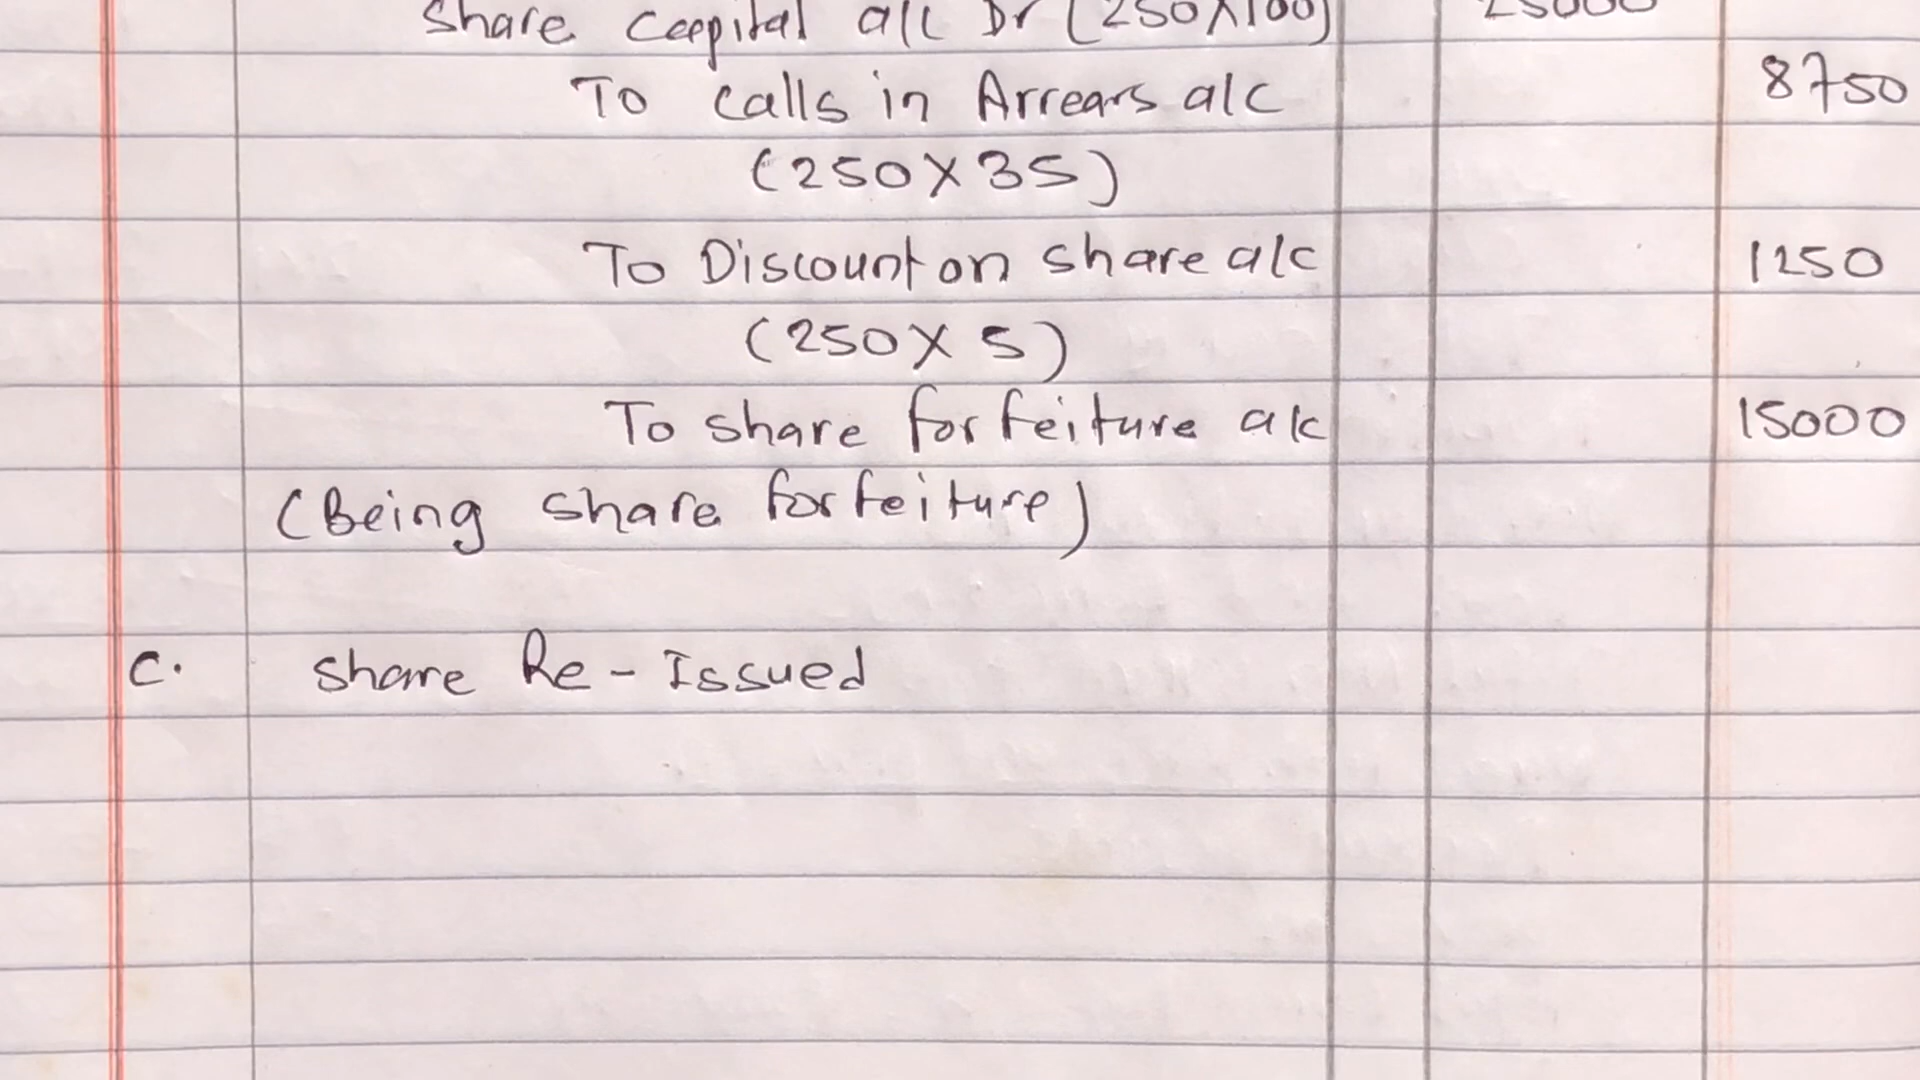 Share Capital a/c Dr (250X100) 25000
To calls in Arrears a/c 8750
(250X35)
To Discount on share a/c 1250
(250X5)
To share forfeiture a/c 15000
(Being share forfeiture)
C. Share Re-Issued